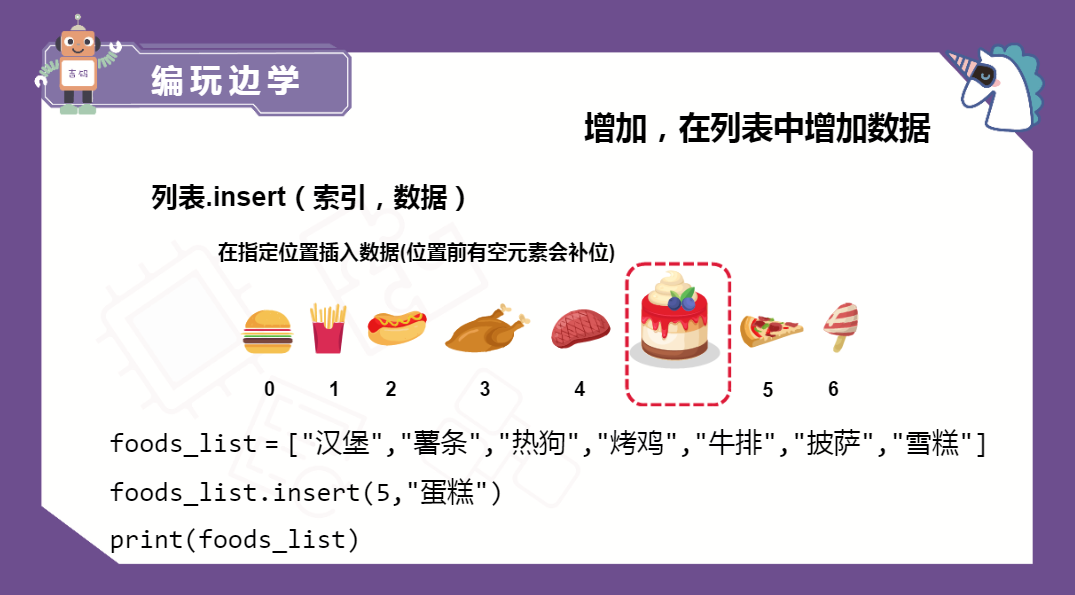 吉码
编玩边学
增加，在列表中增加数据
列表.insert（索引，数据）
在指定位置插入数据(位置前有空元素会补位)
0 1 2 3 4 5 6
foods_list = ["汉堡","薯条","热狗","烤鸡","牛排","披萨","雪糕"]
foods_list.insert(5,"蛋糕")
print(foods_list)